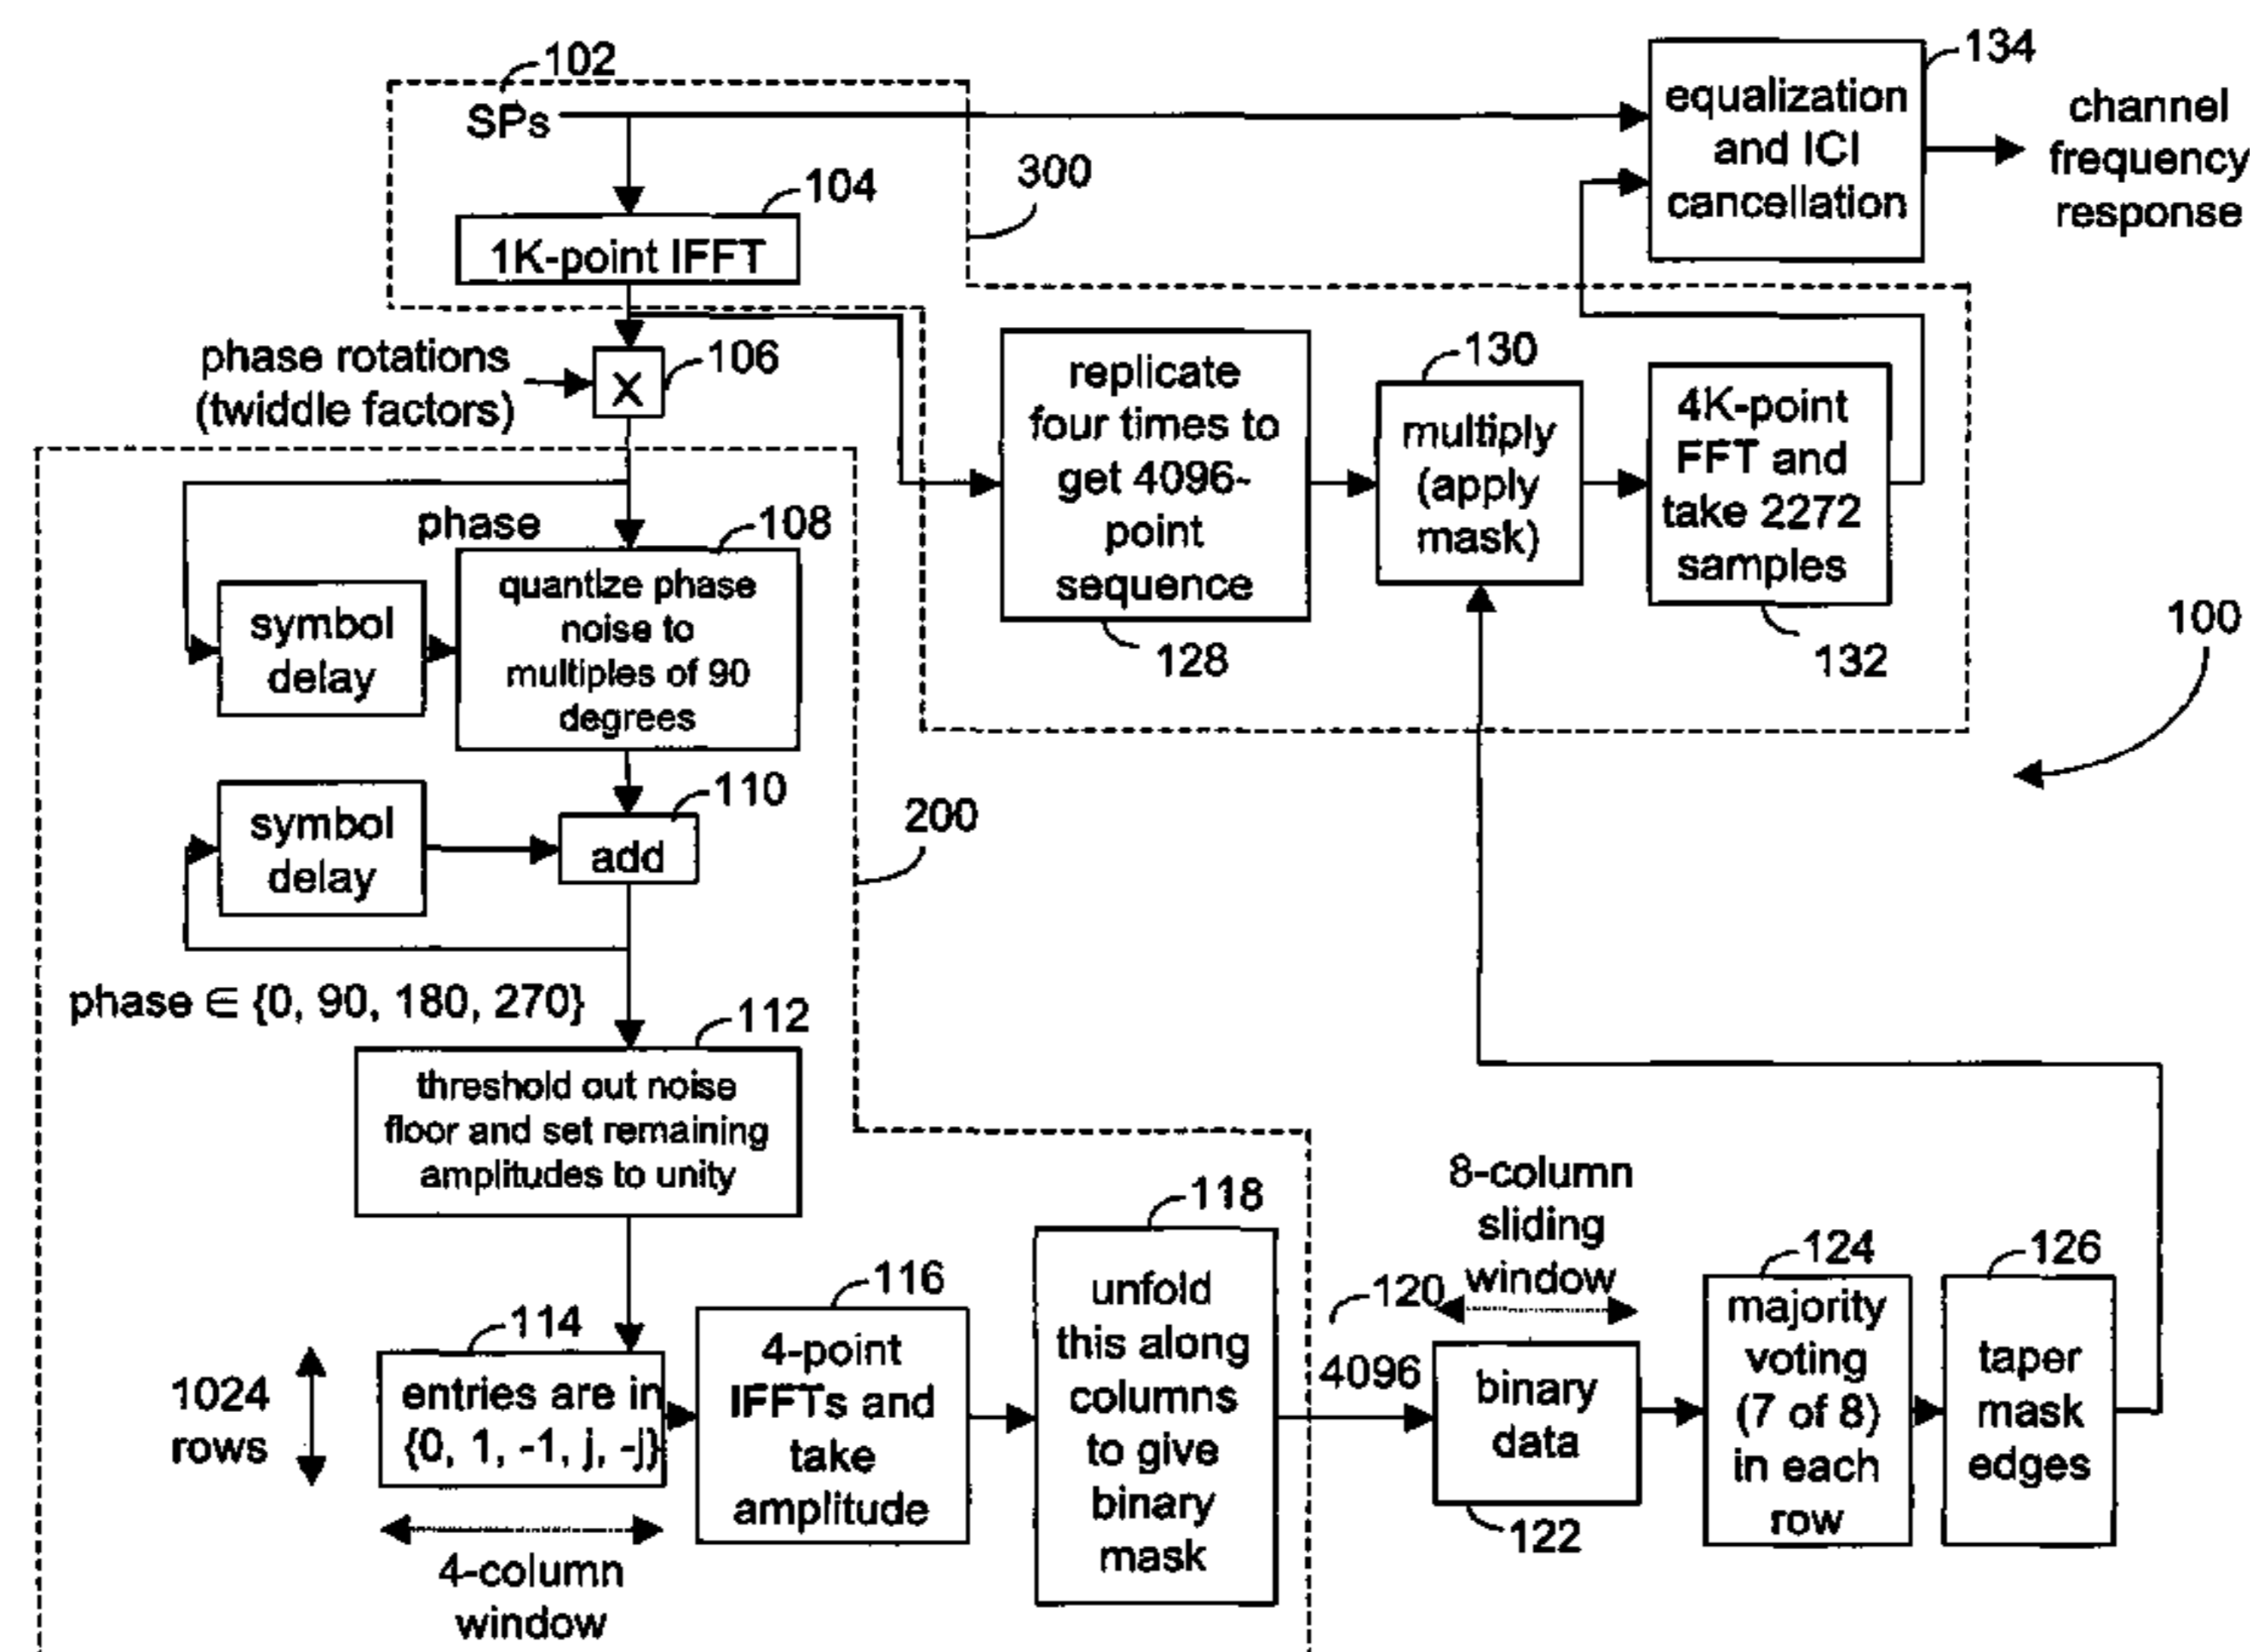 102
SPs
104
1K-point IFFT
300
134
equalization
and ICI
cancellation
channel
frequency
response
phase rotations
(twiddle factors)
106
X
phase
108
quantize phase
noise to
multiples of 90
degrees
symbol
delay
110
add
symbol
delay
200
replicate
four times to
get 4096-
point
sequence
128
130
multiply
(apply
mask)
4K-point
FFT and
take 2272
samples
132
100
phase ∈ {0, 90, 180, 270}
112
threshold out noise
floor and set remaining
amplitudes to unity
1024
rows
114
entries are in
{0, 1, -1, j, -j}
4-column
window
116
4-point
IFFTs and
take
amplitude
118
unfold
this along
columns
to give
binary
mask
120
4096
8-column
sliding
window
binary
data
122
124
majority
voting
(7 of 8)
in each
row
126
taper
mask
edges